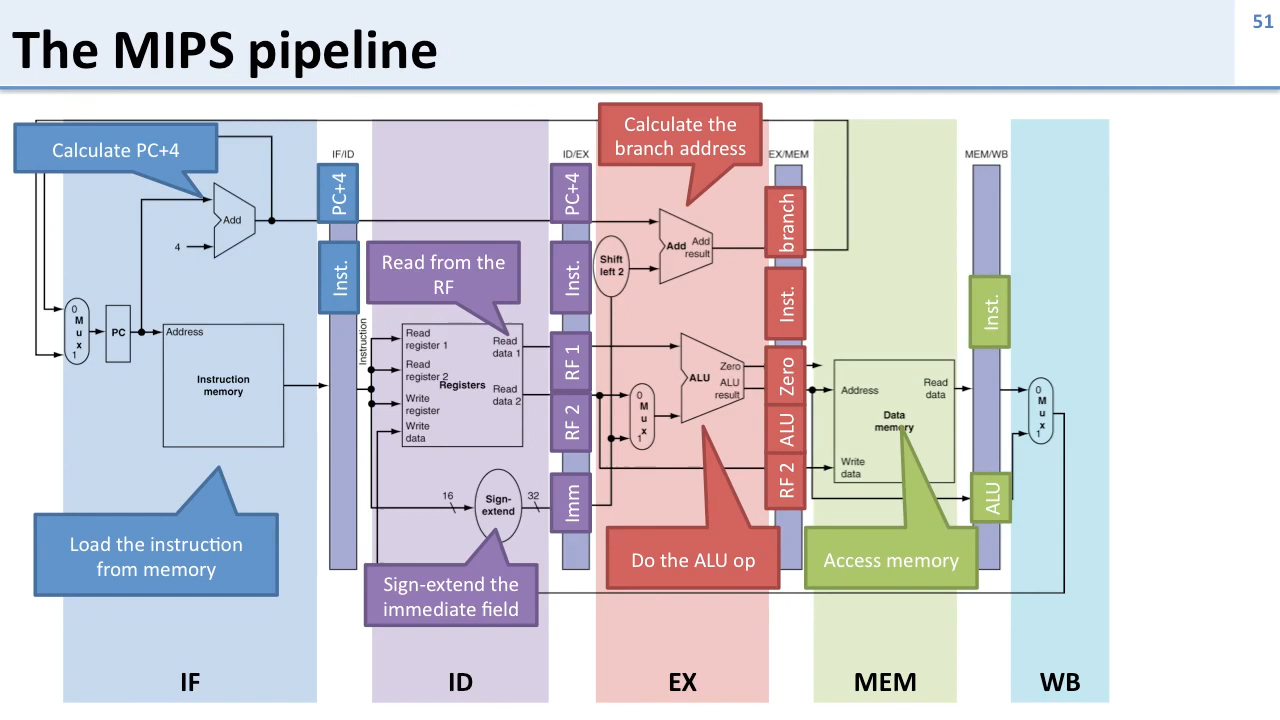 The MIPS pipeline
51
Calculate PC+4
Calculate the
branch address
IF/ID
ID/EX
EX/MEM
MEM/WB
PC+4
PC+4
branch
Add
4
Add
Add
result
Shift
left 2
Inst.
Inst.
Inst.
Inst.
Read from the
RF
0
M
u
x
1
PC
Address
Instruction
memory
Instruction
Read
register 1
Read
register 2
Write
register
Write
data
Registers
Read
data 1
Read
data 2
RF 1
RF 2
Imm
0
M
u
x
1
ALU
Zero
ALU
result
Zero
ALU
RF 2
Address
Read
data
Data
memory
Write
data
ALU
0
M
u
x
1
16
Sign-
extend
32
Load the instruction
from memory
Sign-extend the
immediate field
Do the ALU op
Access memory
IF
ID
EX
MEM
WB